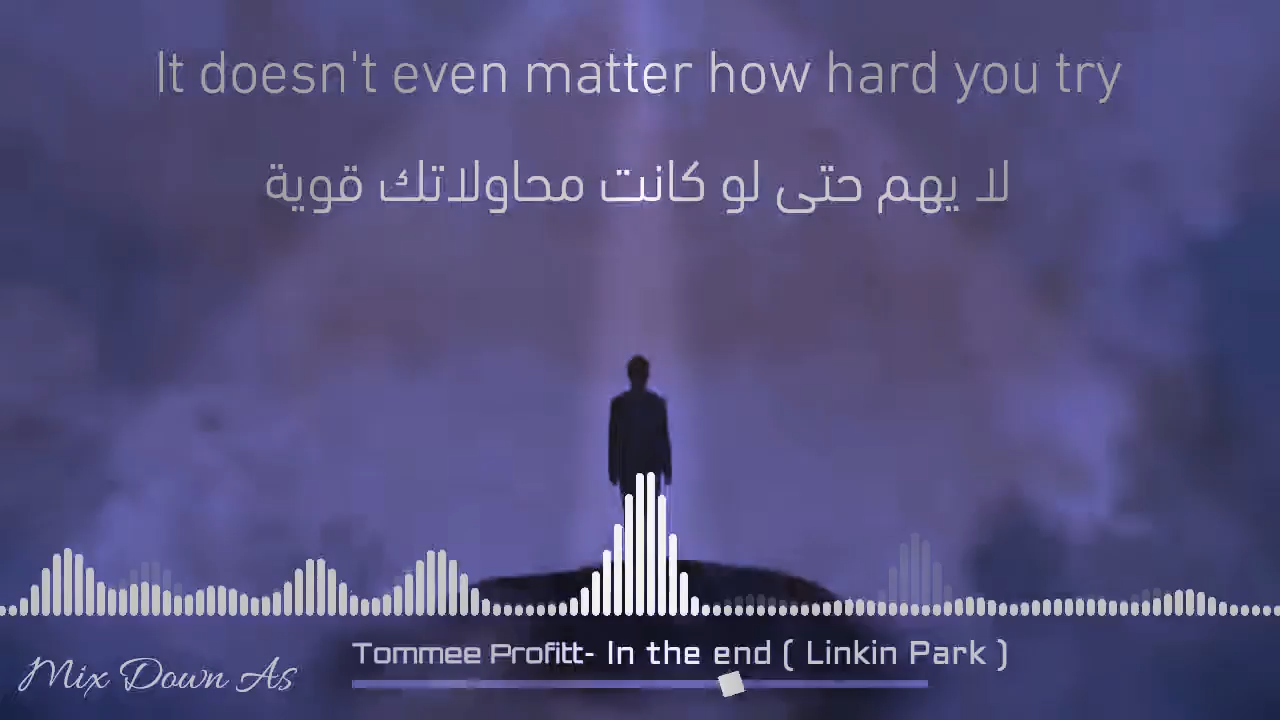 It doesn't even matter how hard you try
لا يهم حتى لو كانت محاولاتك قوية
Tommee Profitt- In the end ( Linkin Park )
Mix Down As